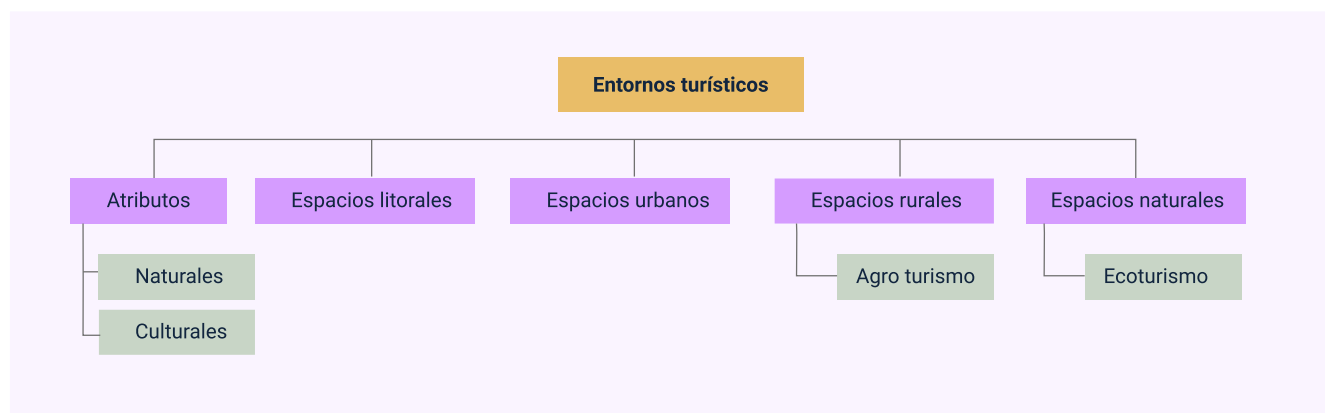 Entornos turísticos
Atributos
Espacios litorales
Espacios urbanos
Espacios rurales
Espacios naturales
Naturales
Agro turismo
Ecoturismo
Culturales